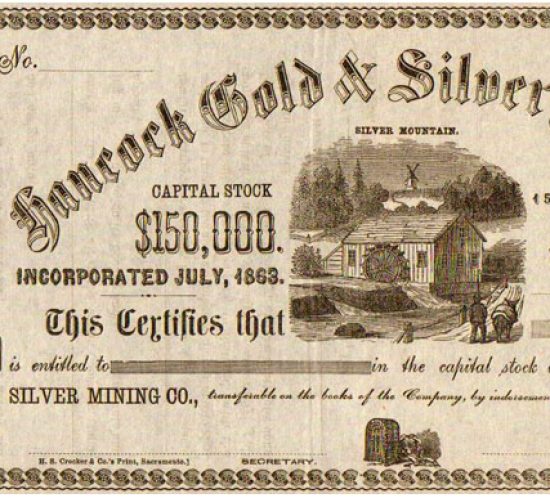 No.
Hancock Gold & Silver
SILVER MOUNTAIN.
CAPITAL STOCK
$150,000.
15
INCORPORATED JULY, 1863.
This Certifies that
is entitled to in the capital stock
SILVER MINING CO., transferable on the books of the Company, by indorsemen
H. S. Crocker & Co.'s Print, Sacramento.]
SECRETARY.